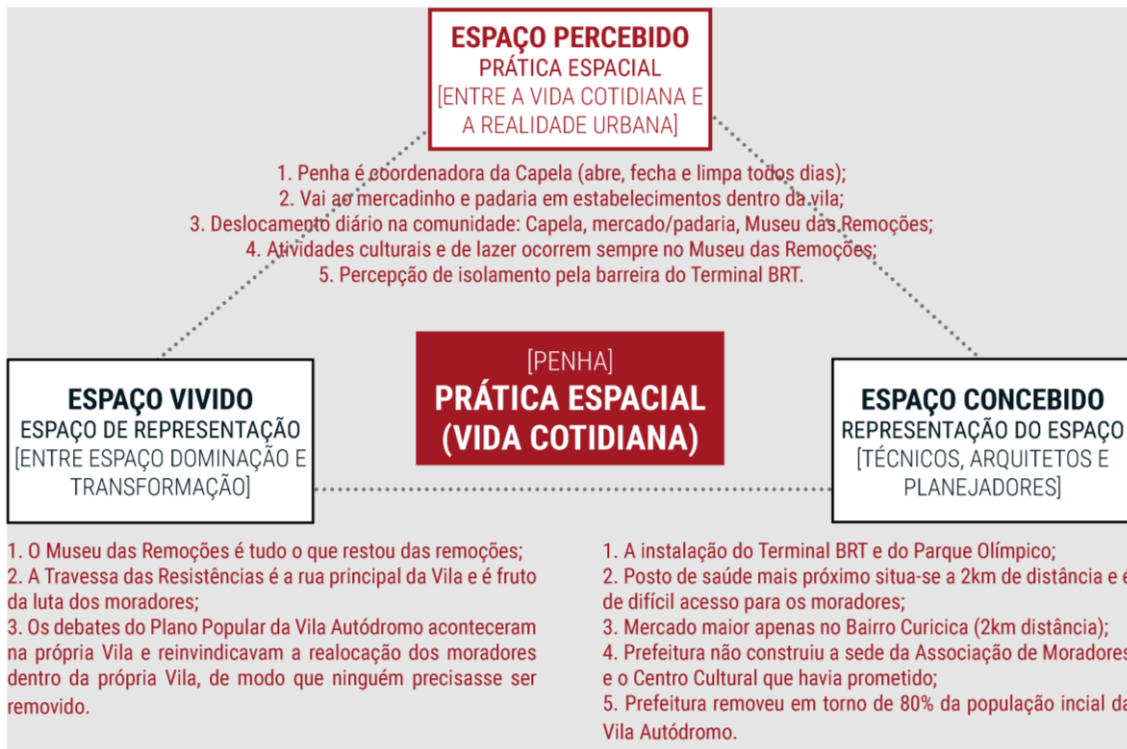 ESPAÇO PERCEBIDO
PRÁTICA ESPACIAL
[ENTRE A VIDA COTIDIANA E
A REALIDADE URBANA]
1. Penha é coordenadora da Capela (abre, fecha e limpa todos dias);
2. Vai ao mercadinho e padaria em estabelecimentos dentro da vila;
3. Deslocamento diário na comunidade: Capela, mercado/padaria, Museu das Remoções;
4. Atividades culturais e de lazer ocorrem sempre no Museu das Remoções;
5. Percepção de isolamento pela barreira do Terminal BRT.
[PENHA]
PRÁTICA ESPACIAL
(VIDA COTIDIANA)
ESPAÇO VIVIDO
ESPAÇO DE REPRESENTAÇÃO
[ENTRE ESPAÇO DOMINAÇÃO E
TRANSFORMAÇÃO]
1. O Museu das Remoções é tudo o que restou das remoções;
2. A Travessa das Resistências é a rua principal da Vila e é fruto
da luta dos moradores;
3. Os debates do Plano Popular da Vila Autódromo aconteceram
na própria Vila e reinvindicavam a realocação dos moradores
dentro da própria Vila, de modo que ninguém precisasse ser
removido.
ESPAÇO CONCEBIDO
REPRESENTAÇÃO DO ESPAÇO
[TÉCNICOS, ARQUITETOS E
PLANEJADORES]
1. A instalação do Terminal BRT e do Parque Olímpico;
2. Posto de saúde mais próximo situa-se a 2km de distância e é
de difícil acesso para os moradores;
3. Mercado maior apenas no Bairro Curicica (2km distância);
4. Prefeitura não construiu a sede da Associação de Moradores
e o Centro Cultural que havia prometido;
5. Prefeitura removeu em torno de 80% da população incial da
Vila Autódromo.